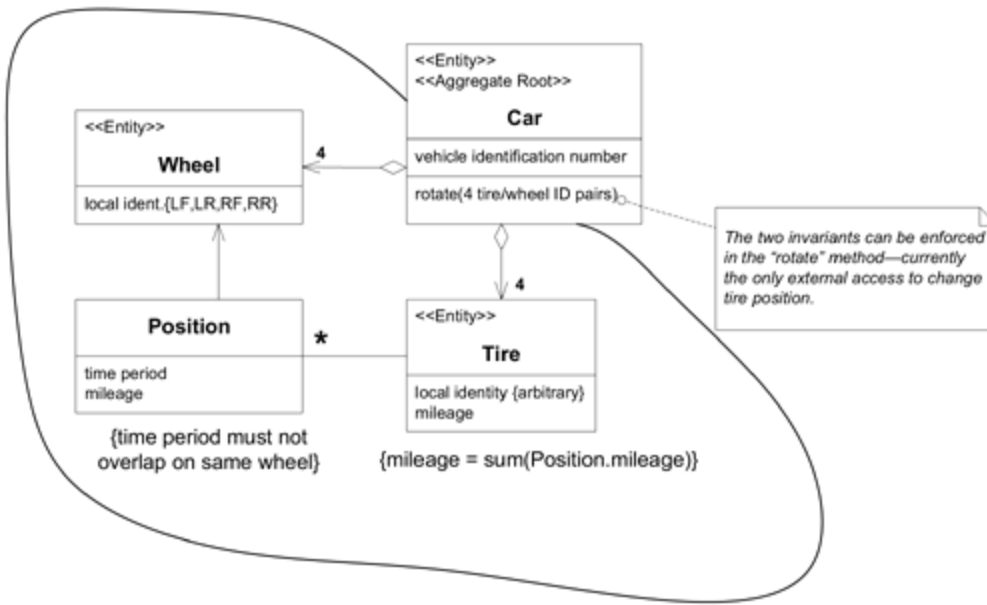 <<Entity>>
<<Aggregate Root>>
Car
vehicle identification number
rotate(4 tire/wheel ID pairs)
<<Entity>>
Wheel
local ident.{LF,LR,RF,RR}
4
The two invariants can be enforced
in the “rotate” method—currently
the only external access to change
tire position.
4
Position
time period
mileage
*
<<Entity>>
Tire
local identity {arbitrary}
mileage
{time period must not
overlap on same wheel}
{mileage = sum(Position.mileage)}